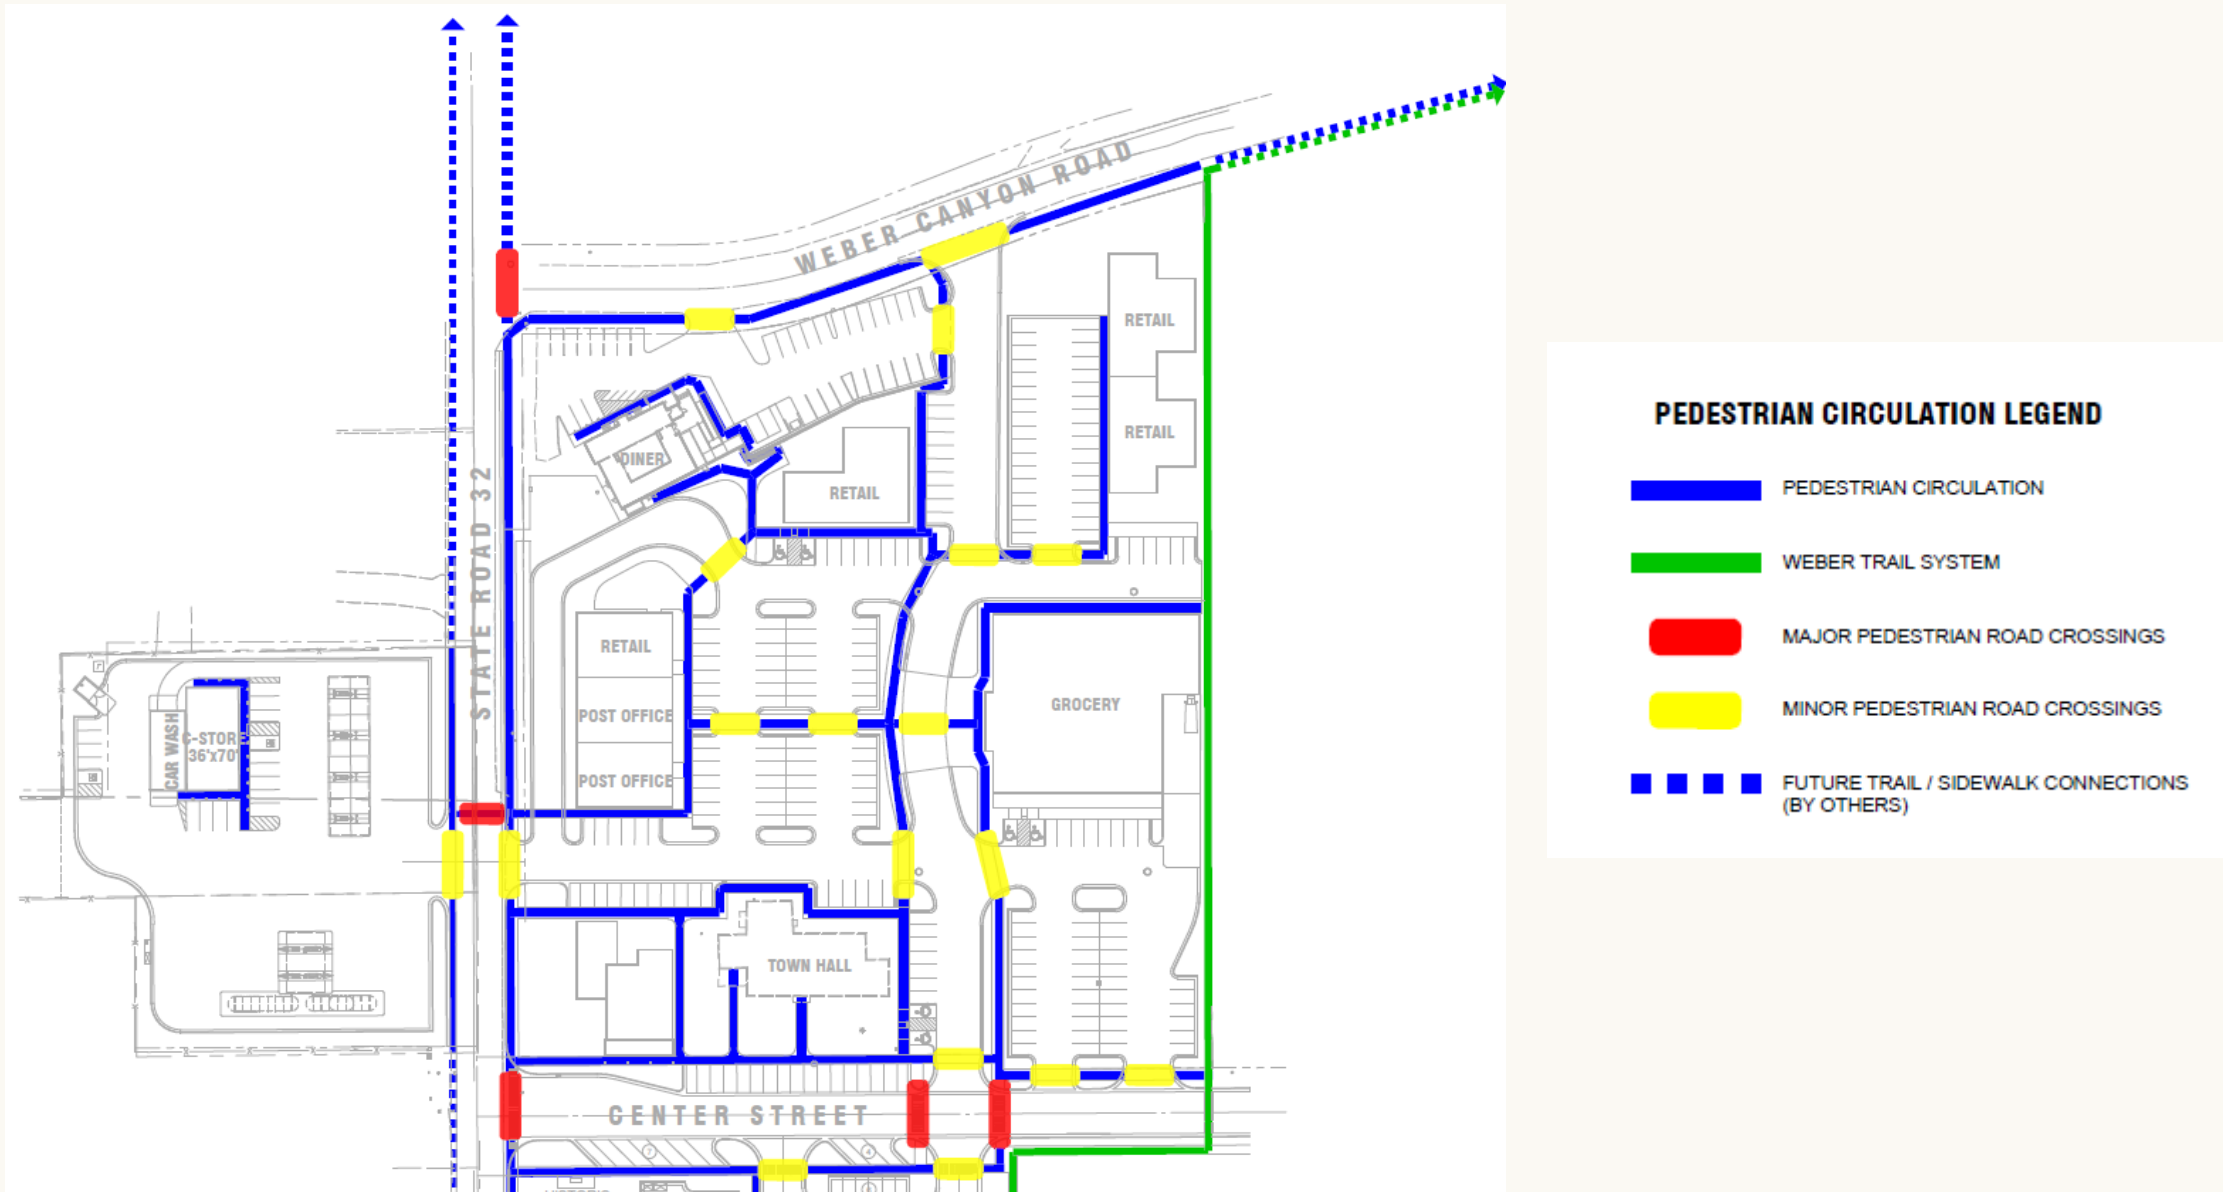 WEBER CANYON ROAD
RETAIL
RETAIL
DINER
RETAIL
STATE ROAD 32
RETAIL
POST OFFICE
POST OFFICE
CAR WASH
C-STORE
36'x70'
GROCERY
TOWN HALL
CENTER STREET
PEDESTRIAN CIRCULATION LEGEND
PEDESTRIAN CIRCULATION
WEBER TRAIL SYSTEM
MAJOR PEDESTRIAN ROAD CROSSINGS
MINOR PEDESTRIAN ROAD CROSSINGS
FUTURE TRAIL / SIDEWALK CONNECTIONS
(BY OTHERS)